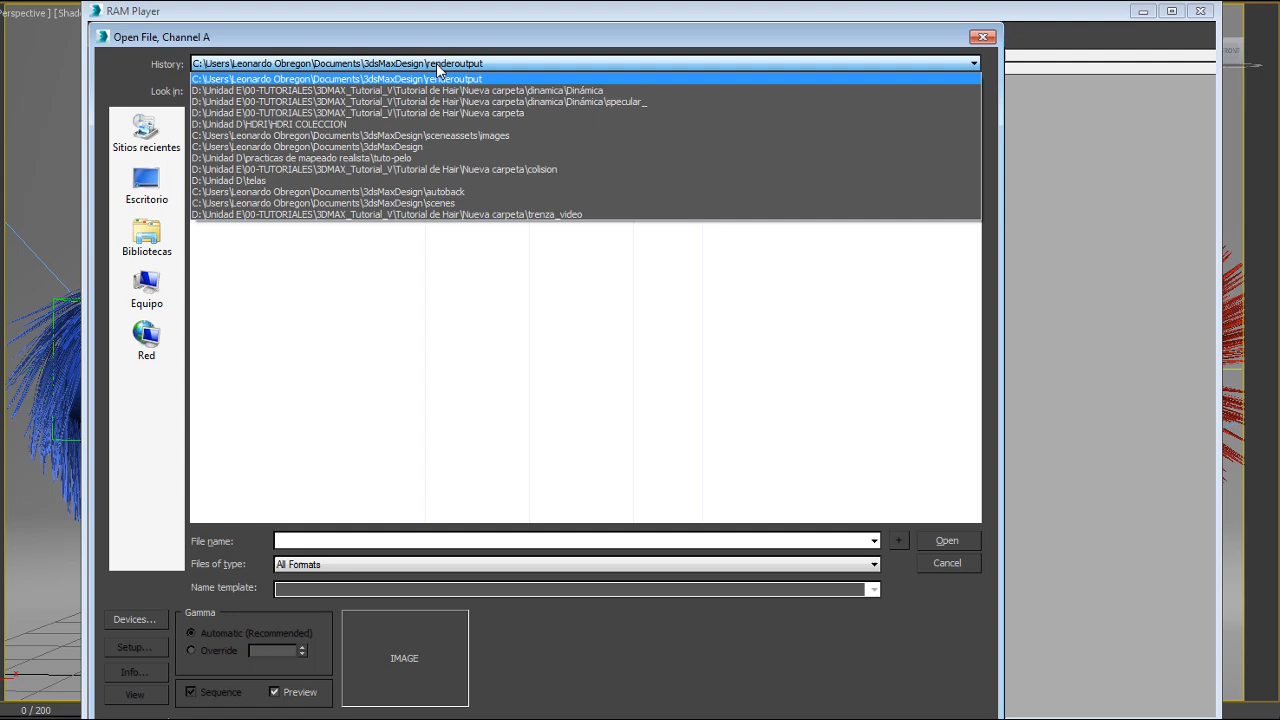 Perspective ] [ Shad
RAM Player
Open File, Channel A
History:
C:\Users\Leonardo Obregon\Documents\3dsMaxDesign\renderoutput
C:\Users\Leonardo Obregon\Documents\3dsMaxDesign\renderoutput
D:\Unidad E\00-TUTORIALES\3DMAX_Tutorial_V\Tutorial de Hair\Nueva carpeta\dinamica\Dinámica
D:\Unidad E\00-TUTORIALES\3DMAX_Tutorial_V\Tutorial de Hair\Nueva carpeta\dinamica\Dinámica\specular_
D:\Unidad E\00-TUTORIALES\3DMAX_Tutorial_V\Tutorial de Hair\Nueva carpeta
D:\Unidad D\HDRI\HDRI COLECCION
C:\Users\Leonardo Obregon\Documents\3dsMaxDesign\sceneassets\images
C:\Users\Leonardo Obregon\Documents\3dsMaxDesign
D:\Unidad D\practicas de mapeado realista\tuto-pelo
D:\Unidad E\00-TUTORIALES\3DMAX_Tutorial_V\Tutorial de Hair\Nueva carpeta\colision
D:\Unidad D\telas
C:\Users\Leonardo Obregon\Documents\3dsMaxDesign\autoback
C:\Users\Leonardo Obregon\Documents\3dsMaxDesign\scenes
D:\Unidad E\00-TUTORIALES\3DMAX_Tutorial_V\Tutorial de Hair\Nueva carpeta\trenza_video
Look in:
Sitios recientes
Escritorio
Bibliotecas
Equipo
Red
File name:
+
Open
Files of type:
All Formats
Cancel
Name template:
Devices...
Setup...
Info...
View
Gamma
Automatic (Recommended)
Override
Sequence
Preview
IMAGE
0 / 200